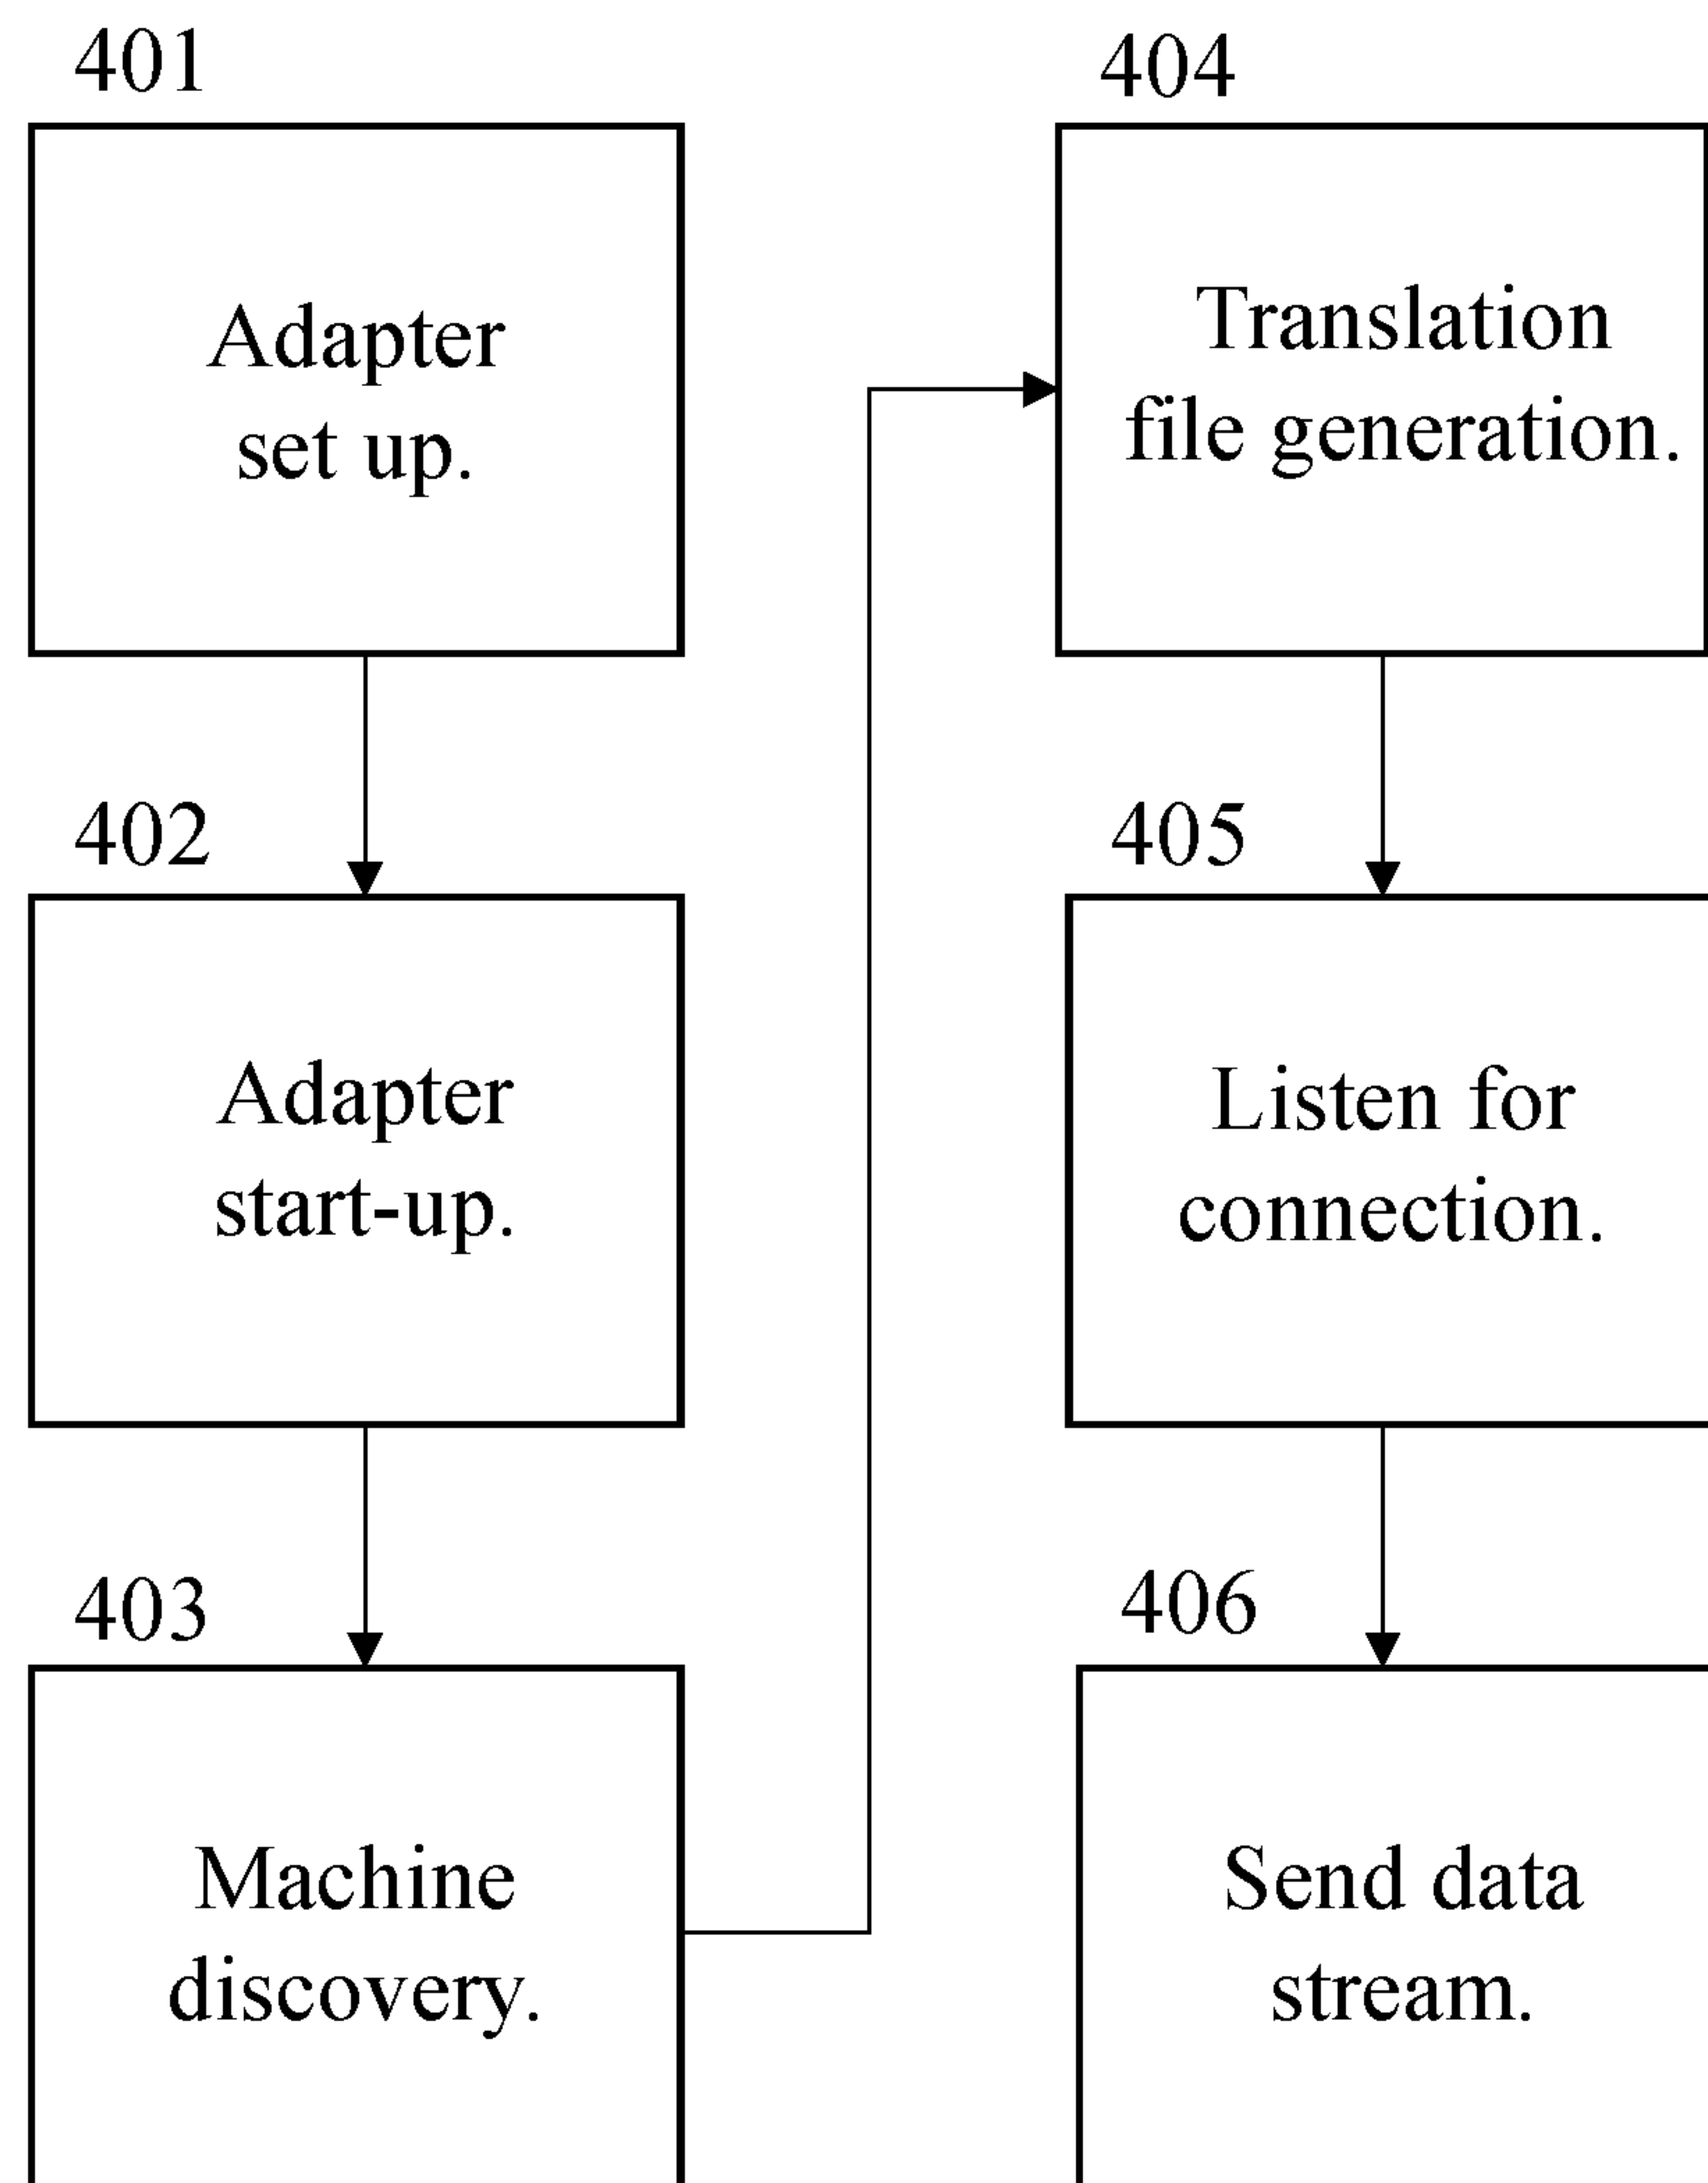 401
Adapter
set up.
402
Adapter
start-up.
403
Machine
discovery.
404
Translation
file generation.
405
Listen for
connection.
406
Send data
stream.